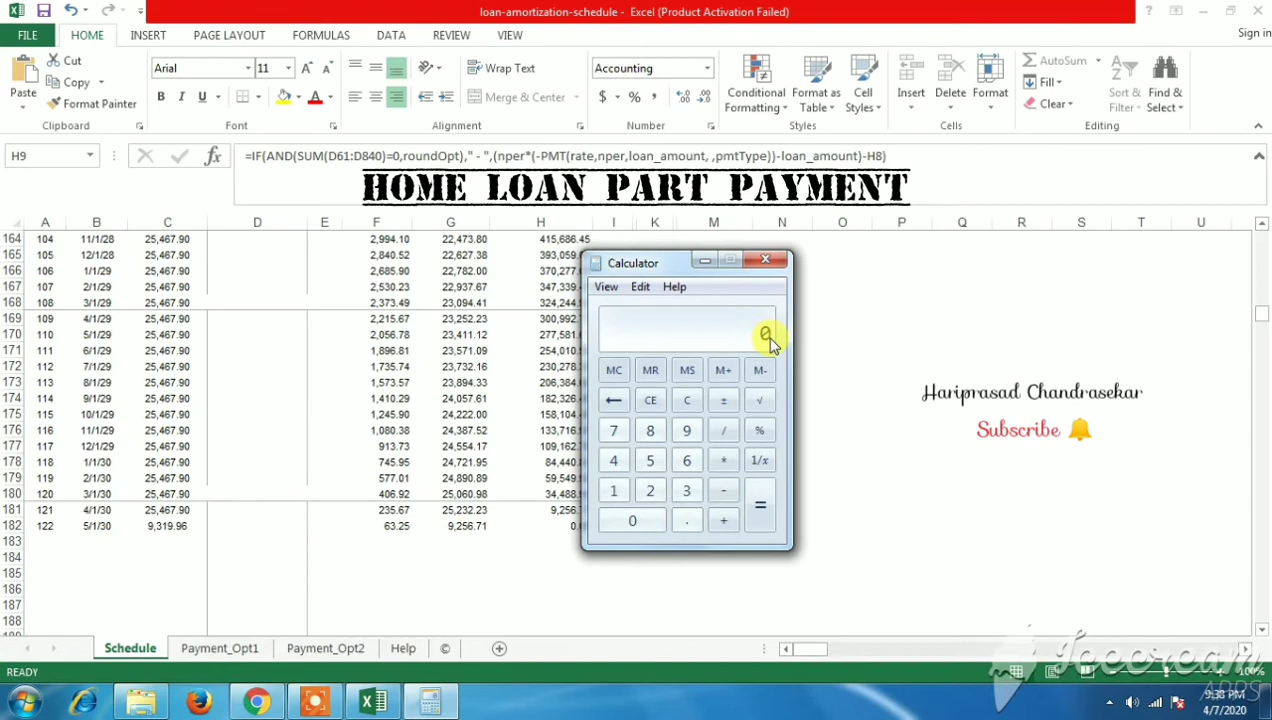 loan-amortization-schedule - Excel (Product Activation Failed)
FILE HOME INSERT PAGE LAYOUT FORMULAS DATA REVIEW VIEW Sign in
Paste Cut Copy Format Painter Clipboard
Arial 11 B I U A Font
Wrap Text Merge & Center Alignment
Accounting $ % , Number
Conditional Formatting Format as Table Cell Styles Styles
Insert Delete Format Cells
AutoSum Fill Clear Sort & Filter Find & Select Editing
H9 fx =IF(AND(SUM(D61:D840)=0,roundOpt)," - ",(nper*(-PMT(rate,nper,loan_amount, ,pmtType))-loan_amount)-H8)
HOME LOAN PART PAYMENT
A B C D E F G H I K M N O P Q R S T U
164 104 11/1/28 25,467.90 2,994.10 22,473.80 415,686.45
165 105 12/1/28 25,467.90 2,840.52 22,627.38 393,059.
166 106 1/1/29 25,467.90 2,685.90 22,782.00 370,277.
167 107 2/1/29 25,467.90 2,530.23 22,937.67 347,339.
168 108 3/1/29 25,467.90 2,373.49 23,094.41 324,244.
169 109 4/1/29 25,467.90 2,215.67 23,252.23 300,992.
170 110 5/1/29 25,467.90 2,056.78 23,411.12 277,581.
171 111 6/1/29 25,467.90 1,896.81 23,571.09 254,010.
172 112 7/1/29 25,467.90 1,735.74 23,732.16 230,278.
173 113 8/1/29 25,467.90 1,573.57 23,894.33 206,384.
174 114 9/1/29 25,467.90 1,410.29 24,057.61 182,326.
175 115 10/1/29 25,467.90 1,245.90 24,222.00 158,104.
176 116 11/1/29 25,467.90 1,080.38 24,387.52 133,716.
177 117 12/1/29 25,467.90 913.73 24,554.17 109,162.
178 118 1/1/30 25,467.90 745.95 24,721.95 84,440.
179 119 2/1/30 25,467.90 577.01 24,890.89 59,549.
180 120 3/1/30 25,467.90 406.92 25,060.98 34,488.
181 121 4/1/30 25,467.90 235.67 25,232.23 9,256.
182 122 5/1/30 9,319.96 63.25 9,256.71 0.
183
184
185
186
187
188
Calculator
View Edit Help
0
MC MR MS M+ M-
← CE C ± √
7 8 9 / %
4 5 6 * 1/x
1 2 3 - =
0 . +
Hariprasad Chandrasekar
Subscribe
Schedule Payment_Opt1 Payment_Opt2 Help ©
READY 100%
Icecream
APPS
9:38 PM
4/7/2020